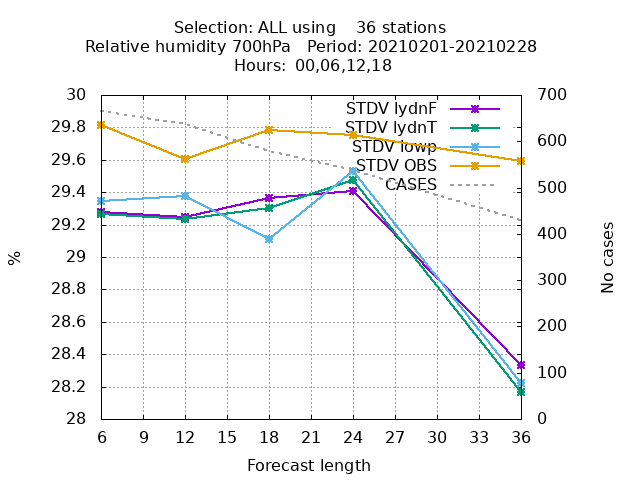 Selection: ALL using    36 stations
Relative humidity 700hPa   Period: 20210201-20210228
Hours: 00,06,12,18
30
29.8
29.6
29.4
29.2
29
28.8
28.6
28.4
28.2
28
%
STDV lydnF
STDV lydnT
STDV lowp
STDV OBS
CASES
700
600
500
400
300
200
100
0
No cases
6 9 12 15 18 21 24 27 30 33 36
Forecast length